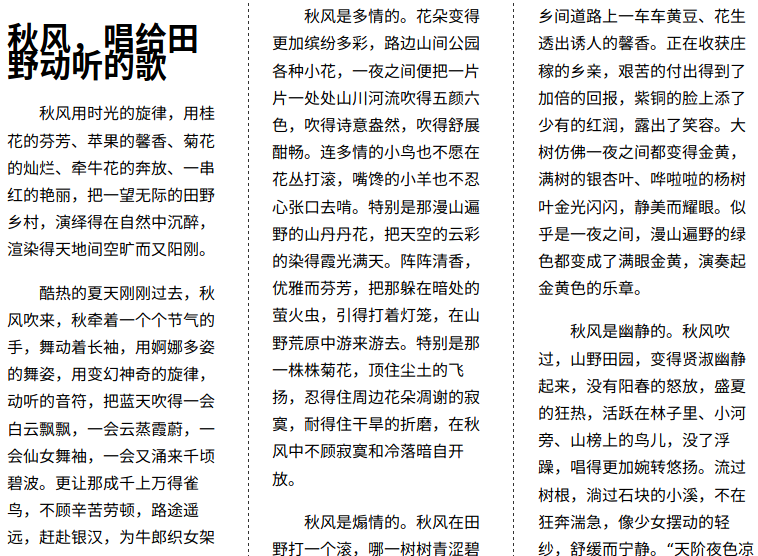 秋风，唱给田
野动听的歌
秋风用时光的旋律，用桂
花的芬芳、苹果的馨香、菊花
的灿烂、牵牛花的奔放、一串
红的艳丽，把一望无际的田野
乡村，演绎得在自然中沉醉，
渲染得天地间空旷而又阳刚。
酷热的夏天刚刚过去，秋
风吹来，秋牵着一个个节气的
手，舞动着长袖，用婀娜多姿
的舞姿，用变幻神奇的旋律，
动听的音符，把蓝天吹得一会
白云飘飘，一会云蒸霞蔚，一
会仙女舞袖，一会又涌来千顷
碧波。更让那成千上万得雀
鸟，不顾辛苦劳顿，路途遥
远，赶赴银汉，为牛郎织女架
秋风是多情的。花朵变得
更加缤纷多彩，路边山间公园
各种小花，一夜之间便把一片
片一处处山川河流吹得五颜六
色，吹得诗意盎然，吹得舒展
酣畅。连多情的小鸟也不愿在
花丛打滚，嘴馋的小羊也不忍
心张口去啃。特别是那漫山遍
野的山丹丹花，把天空的云彩
的染得霞光满天。阵阵清香，
优雅而芬芳，把那躲在暗处的
萤火虫，引得打着灯笼，在山
野荒原中游来游去。特别是那
一株株菊花，顶住尘土的飞
扬，忍得住周边花朵凋谢的寂
寞，耐得住干旱的折磨，在秋
风中不顾寂寞和冷落暗自开
放。
秋风是煽情的。秋风在田
野打一个滚，哪一树树青涩碧
乡间道路上一车车黄豆、花生
透出诱人的馨香。正在收获庄
稼的乡亲，艰苦的付出得到了
加倍的回报，紫铜的脸上添了
少有的红润，露出了笑容。大
树仿佛一夜之间都变得金黄，
满树的银杏叶、哗啦啦的杨树
叶金光闪闪，静美而耀眼。似
乎是一夜之间，漫山遍野的绿
色都变成了满眼金黄，演奏起
金黄色的乐章。
秋风是幽静的。秋风吹
过，山野田园，变得贤淑幽静
起来，没有阳春的怒放，盛夏
的狂热，活跃在林子里、小河
旁、山榜上的鸟儿，没了浮
躁，唱得更加婉转悠扬。流过
树根，淌过石块的小溪，不在
狂奔湍急，像少女摆动的轻
纱，舒缓而宁静。“天阶夜色凉